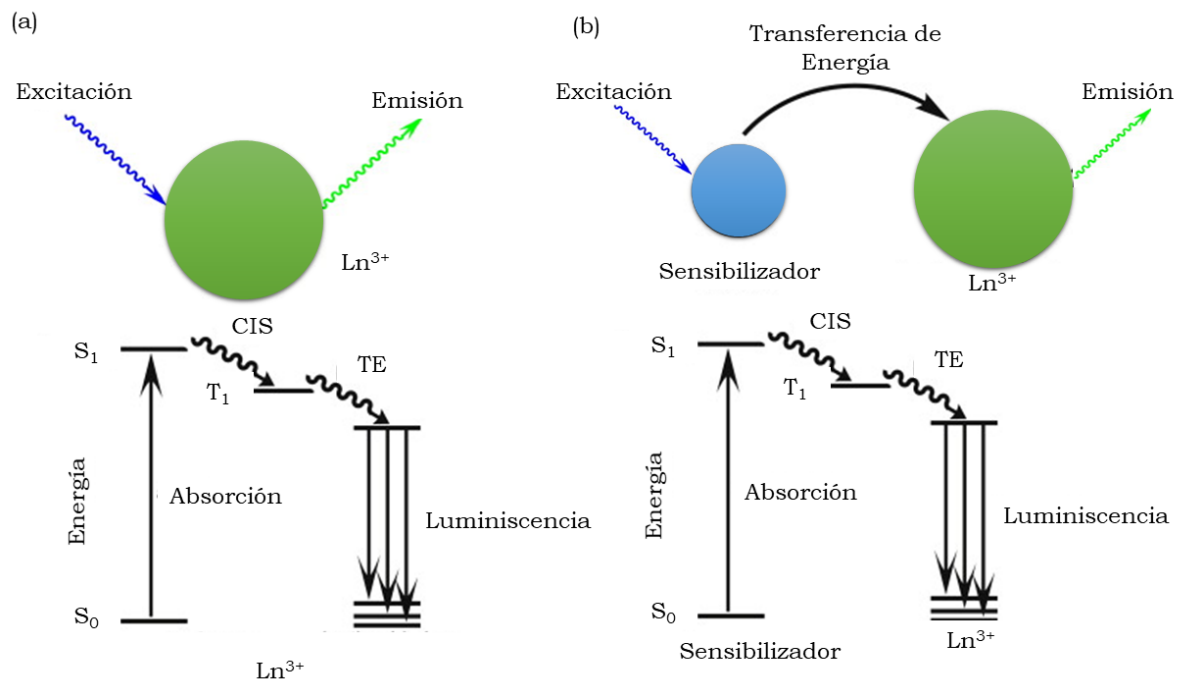 (a)
Excitación
Emisión
Ln³⁺
CIS
S₁
TE
T₁
Energía
Absorción
Luminiscencia
S₀
Ln³⁺
(b)
Transferencia de
Energía
Excitación
Emisión
Sensibilizador
Ln³⁺
CIS
S₁
TE
T₁
Energía
Absorción
Luminiscencia
S₀
Ln³⁺
Sensibilizador